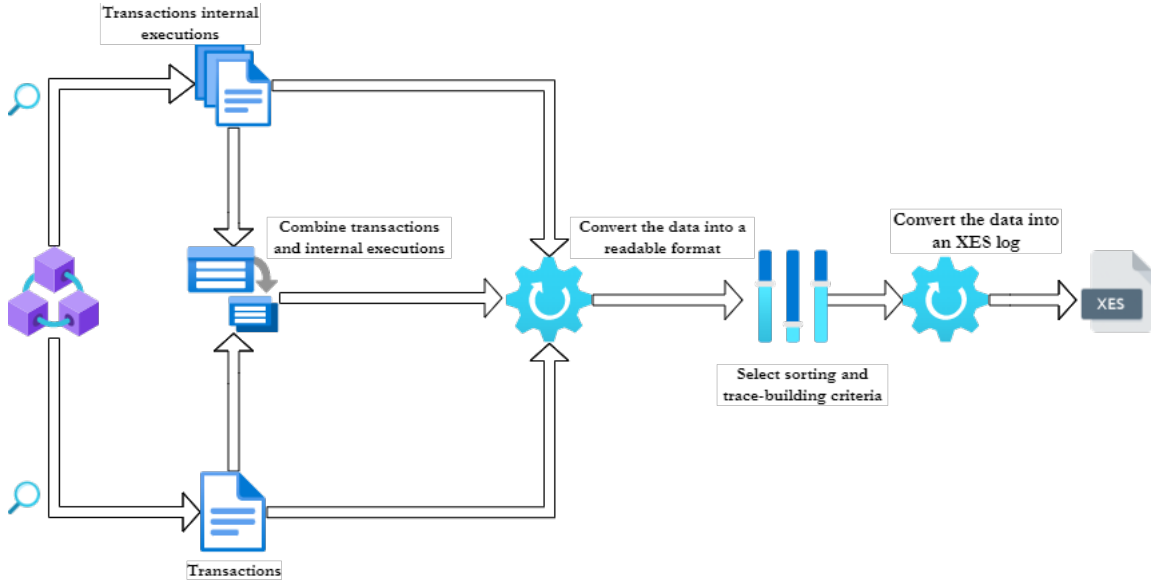 Transactions internal
executions
Combine transactions
and internal executions
Convert the data into a
readable format
Convert the data into
an XES log
XES
Select sorting and
trace-building criteria
Transactions